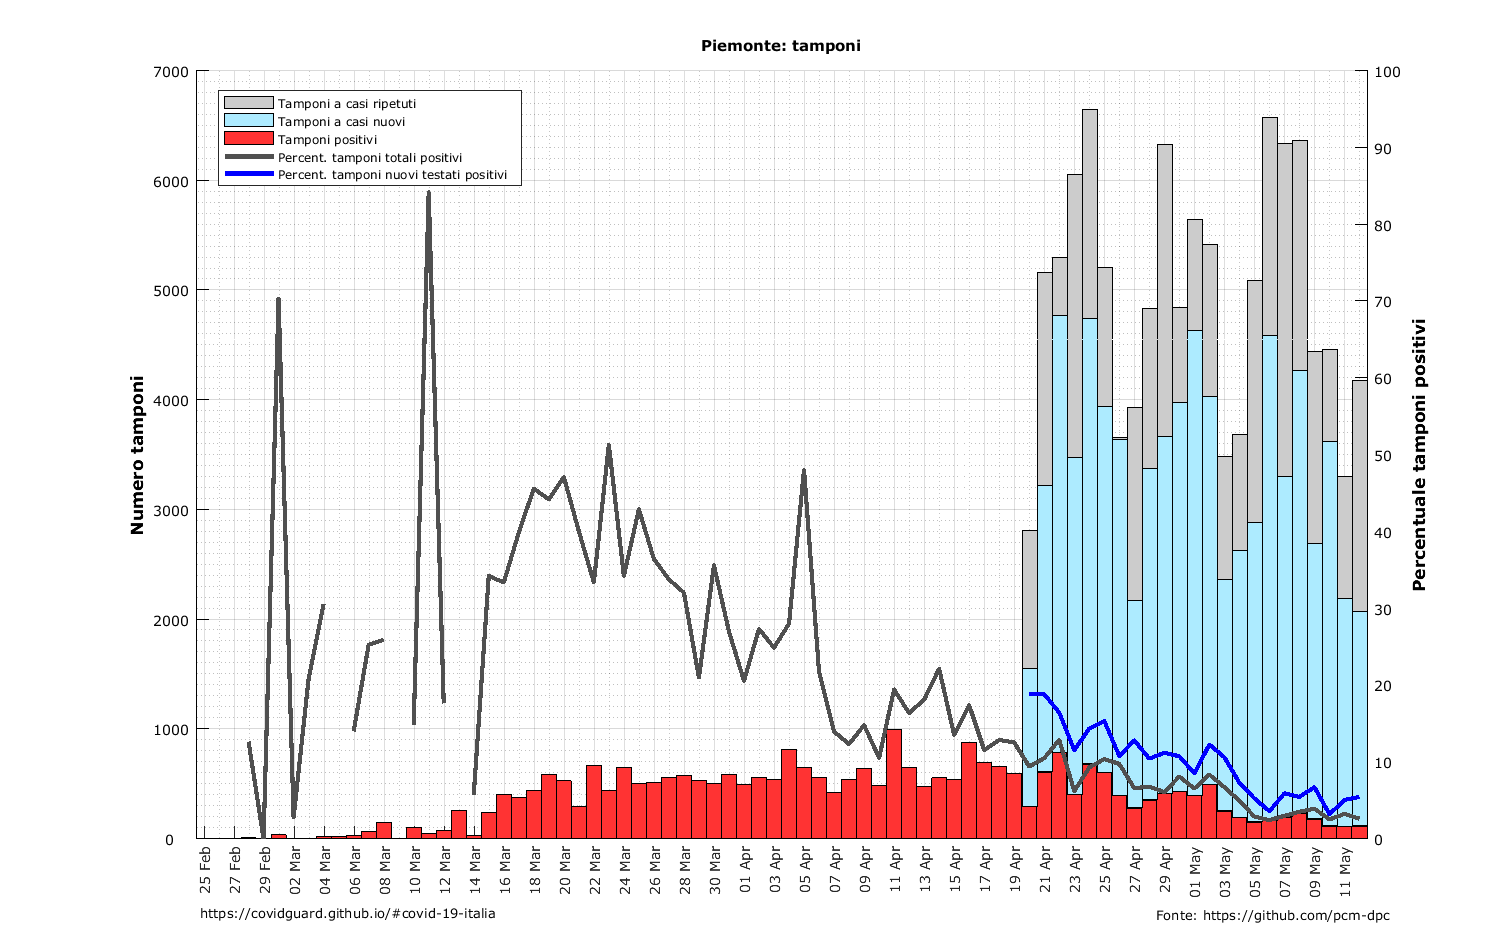 Piemonte: tamponi
7000
6000
5000
4000
3000
2000
1000
0
Numero tamponi
Tamponi a casi ripetuti
Tamponi a casi nuovi
Tamponi positivi
Percent. tamponi totali positivi
Percent. tamponi nuovi testati positivi
100
90
80
70
60
50
40
30
20
10
0
Percentuale tamponi positivi
25 Feb
27 Feb
29 Feb
02 Mar
04 Mar
06 Mar
08 Mar
10 Mar
12 Mar
14 Mar
16 Mar
18 Mar
20 Mar
22 Mar
24 Mar
26 Mar
28 Mar
30 Mar
01 Apr
03 Apr
05 Apr
07 Apr
09 Apr
11 Apr
13 Apr
15 Apr
17 Apr
19 Apr
21 Apr
23 Apr
25 Apr
27 Apr
29 Apr
01 May
03 May
05 May
07 May
09 May
11 May
https://covidguard.github.io/#covid-19-italia
Fonte: https://github.com/pcm-dpc